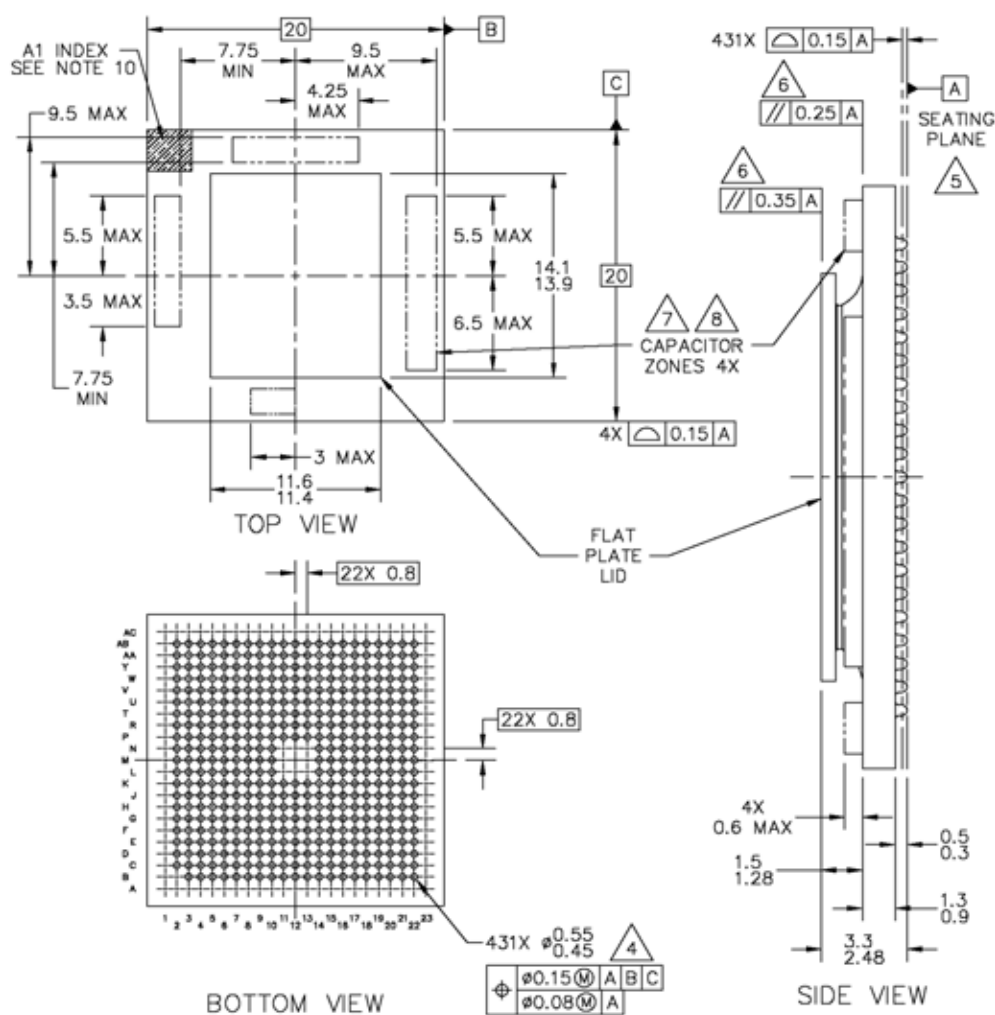 20
B
A1 INDEX
SEE NOTE 10
7.75
MIN
9.5
MAX
4.25
MAX
9.5 MAX
C
5.5 MAX
3.5 MAX
7.75
MIN
5.5 MAX
6.5 MAX
14.1
13.9
20
7 8
CAPACITOR
ZONES 4X
4X ⌓ 0.15 A
3 MAX
11.6
11.4
TOP VIEW
FLAT
PLATE
LID
431X ⌓ 0.15 A
6
// 0.25 A
A
SEATING
PLANE
5
6
// 0.35 A
4X
0.6 MAX
0.5
0.3
1.5
1.28
1.3
0.9
3.3
2.48
SIDE VIEW
22X 0.8
22X 0.8
AC
AB
AA
Y
W
V
U
T
R
P
N
M
L
K
J
H
G
F
E
D
C
B
A
1 2 3 4 5 6 7 8 9 10 11 12 13 14 15 16 17 18 19 20 21 22 23
431X ø0.55
0.45
4
⌖ ø0.15 Ⓜ A B C
ø0.08 Ⓜ A
BOTTOM VIEW